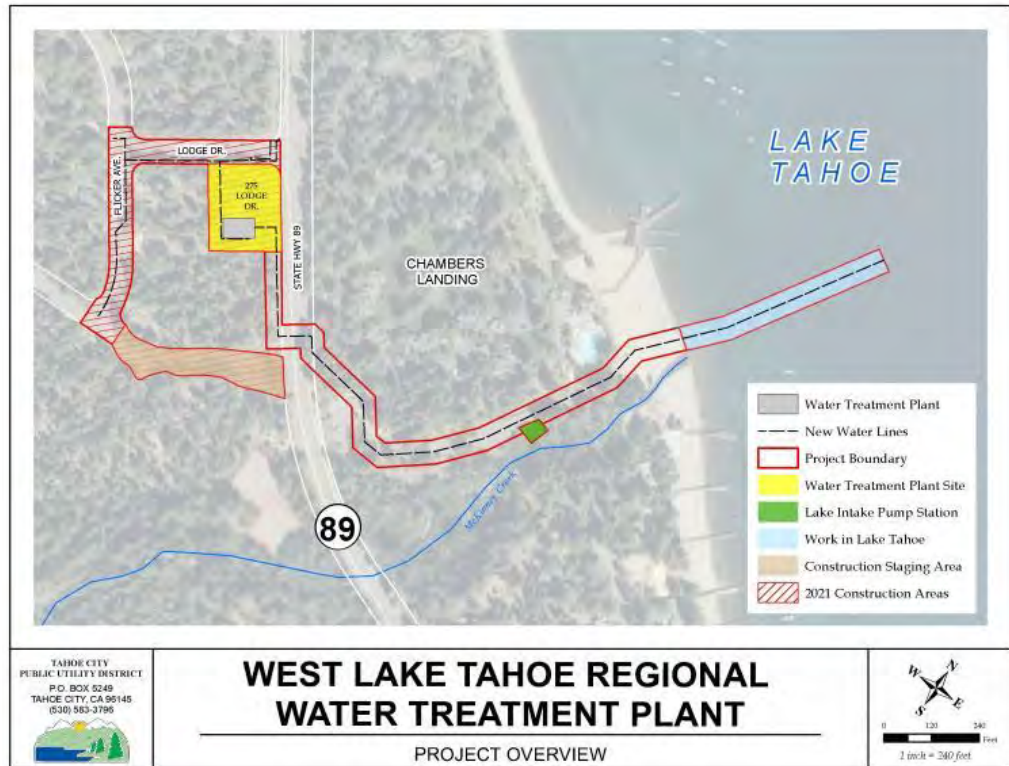 LAKE
TAHOE
LODGE DR.
FLICKER AVE.
275
LODGE
DR.
STATE HWY 89
CHAMBERS
LANDING
McKinney Creek
89
Water Treatment Plant
New Water Lines
Project Boundary
Water Treatment Plant Site
Lake Intake Pump Station
Work in Lake Tahoe
Construction Staging Area
2021 Construction Areas
TAHOE CITY
PUBLIC UTILITY DISTRICT
P.O. BOX 5249
TAHOE CITY, CA 96145
(530) 583-3796
WEST LAKE TAHOE REGIONAL
WATER TREATMENT PLANT
PROJECT OVERVIEW
W N
S E
0 120 240
Feet
1 inch = 240 feet